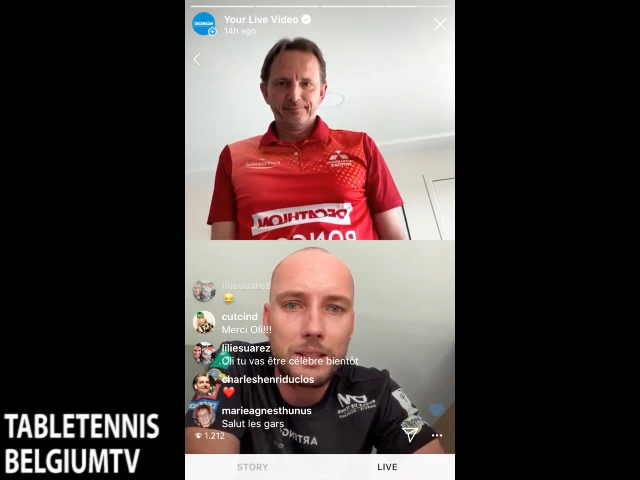 DECATHLON
Your Live Video
14h ago
DECATHLON
liliesuarez
😂
cutcind
Merci Oli!!!
liliesuarez
Oli tu vas être célèbre bientôt
charleshenriduclos
❤️
marieagnesthunus
Salut les gars
1.212
STORY
LIVE
TABLETENNIS
BELGIUMTV